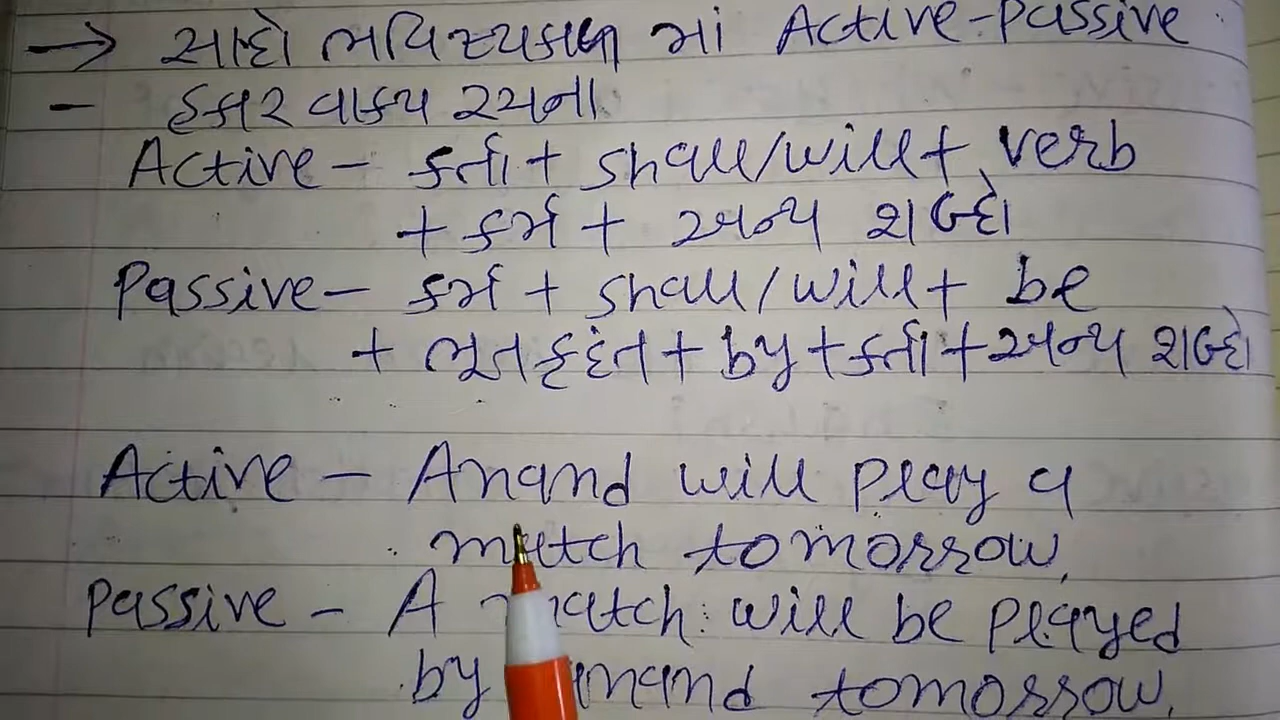 → સાદો ભવિષ્યકાળ માં Active-Passive
- હકાર વાક્ય રચના
Active - કર્તા + shall/will + verb
+ કર્મ + અન્ય શબ્દો
Passive - કર્મ + shall/will + be
+ ભૂતકૃદંત + by + કર્તા + અન્ય શબ્દો
Active - Anand will play a
match tomorrow.
Passive - A match will be played
by Anand tomorrow.